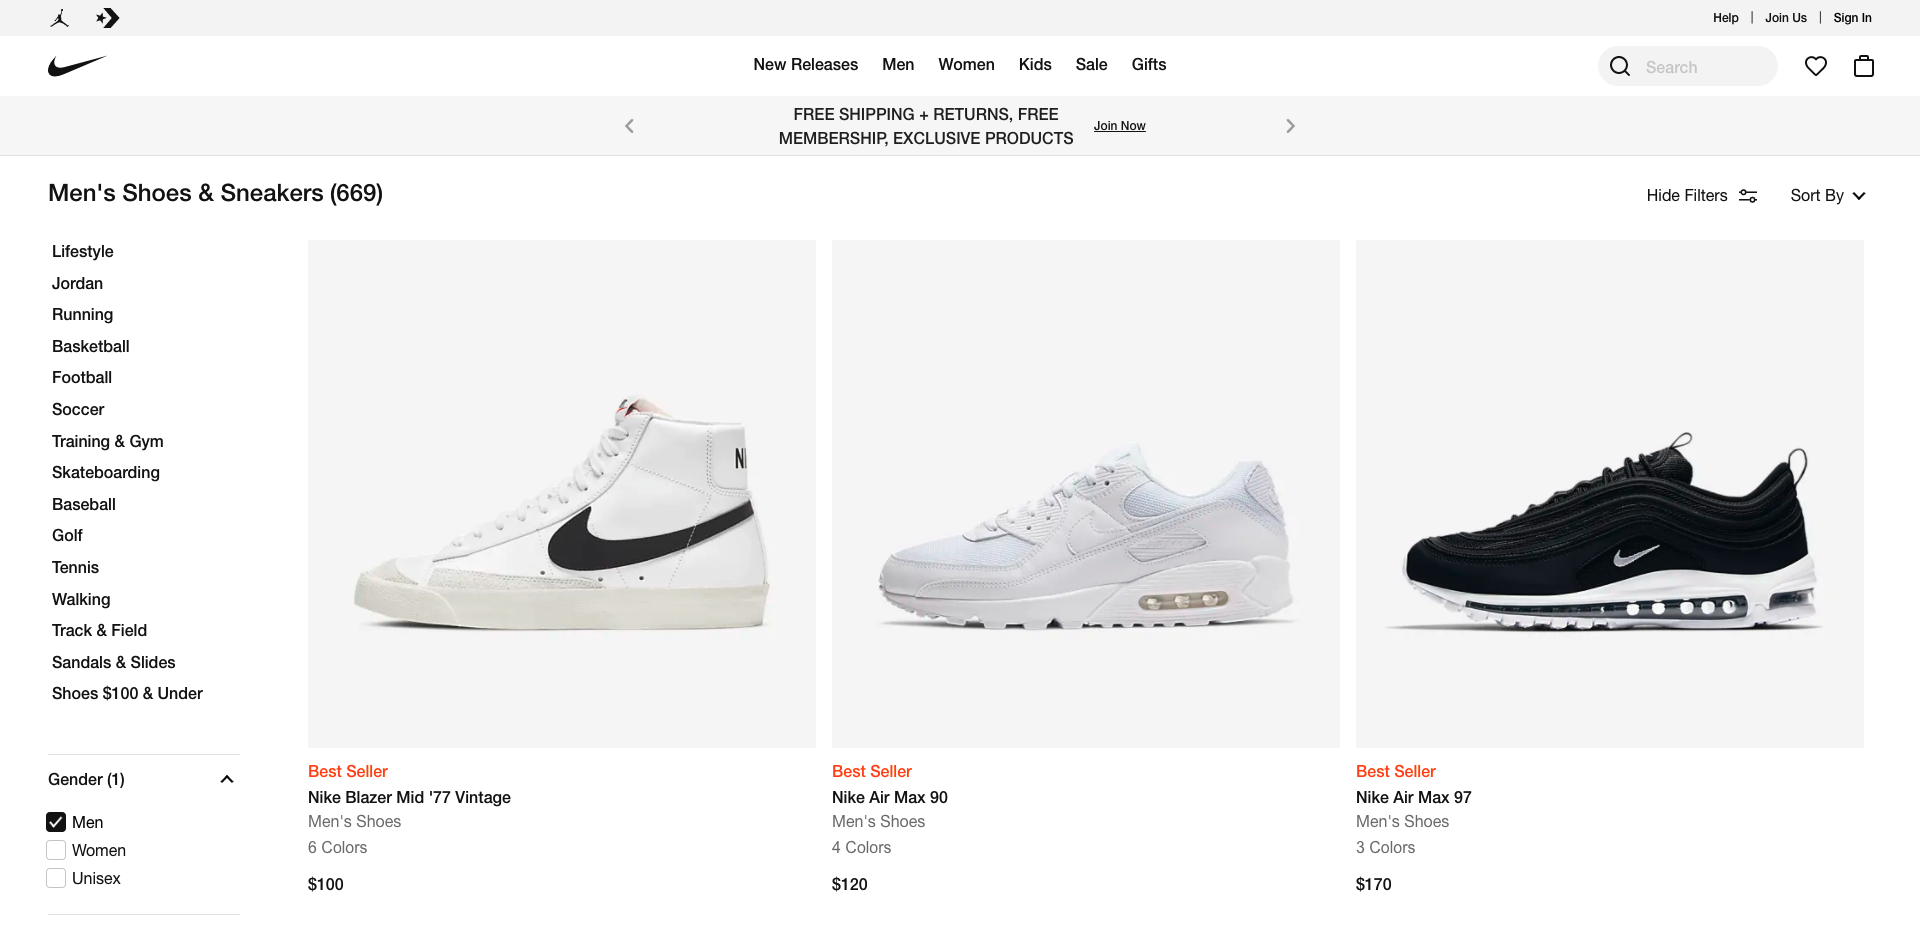 Help | Join Us | Sign In
New Releases Men Women Kids Sale Gifts
Search
FREE SHIPPING + RETURNS, FREE
MEMBERSHIP, EXCLUSIVE PRODUCTS
Join Now
Men's Shoes & Sneakers (669)
Hide Filters
Sort By
Lifestyle
Jordan
Running
Basketball
Football
Soccer
Training & Gym
Skateboarding
Baseball
Golf
Tennis
Walking
Track & Field
Sandals & Slides
Shoes $100 & Under
Gender (1)
Men
Women
Unisex
Best Seller
Nike Blazer Mid '77 Vintage
Men's Shoes
6 Colors
$100
Best Seller
Nike Air Max 90
Men's Shoes
4 Colors
$120
Best Seller
Nike Air Max 97
Men's Shoes
3 Colors
$170